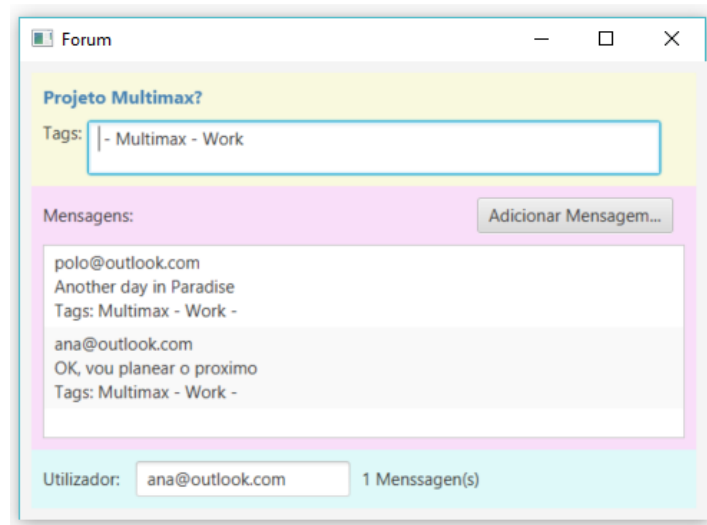 Forum
Projeto Multimax?
Tags: - Multimax - Work
Mensagens: Adicionar Mensagem...
polo@outlook.com
Another day in Paradise
Tags: Multimax - Work -
ana@outlook.com
OK, vou planear o proximo
Tags: Multimax - Work -
Utilizador: ana@outlook.com 1 Menssagen(s)